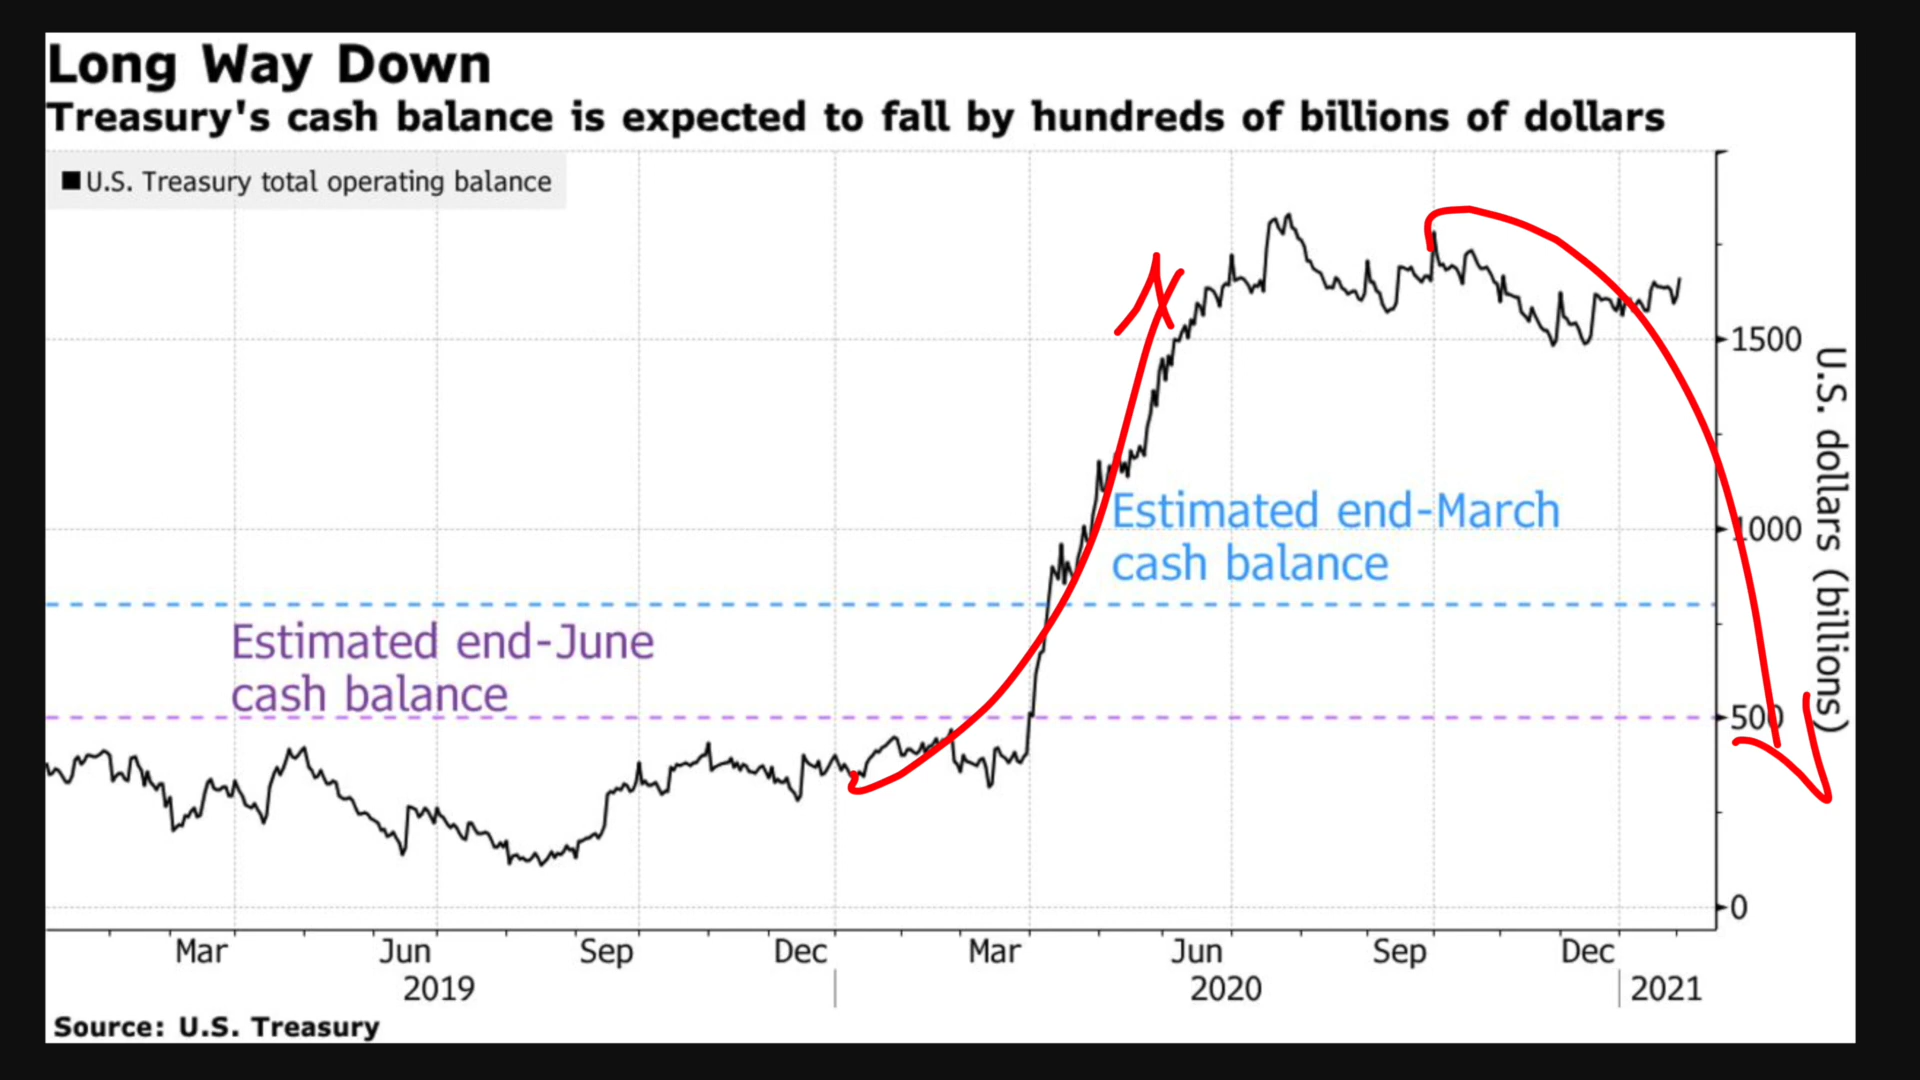 Long Way Down
Treasury's cash balance is expected to fall by hundreds of billions of dollars
U.S. Treasury total operating balance
1500
1000
500
0
U.S. dollars (billions)
Estimated end-March
cash balance
Estimated end-June
cash balance
Mar Jun Sep Dec Mar Jun Sep Dec
2019 2020 2021
Source: U.S. Treasury